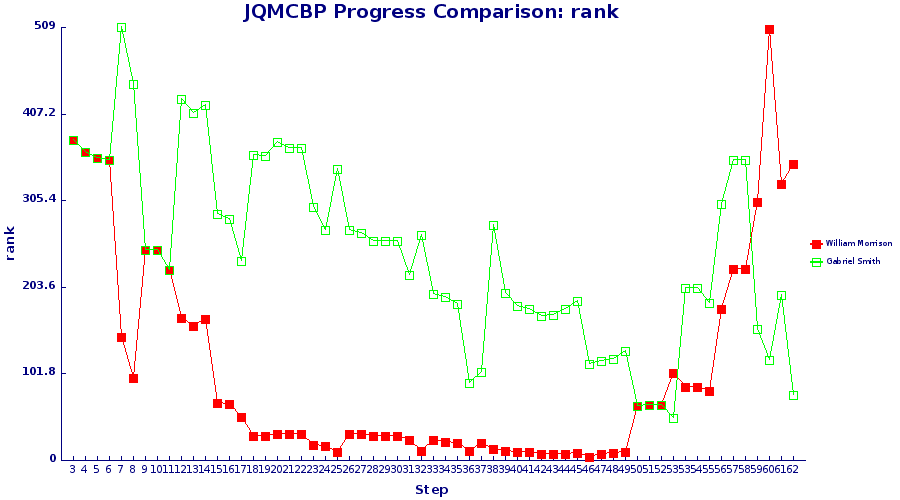 JQMCBP Progress Comparison: rank
509
407.2
305.4
203.6
101.8
0
rank
3 4 5 6 7 8 9 10 11 12 13 14 15 16 17 18 19 20 21 22 23 24 25 26 27 28 29 30 31 32 33 34 35 36 37 38 39 40 41 42 43 44 45 46 47 48 49 50 51 52 53 54 55 56 57 58 59 60 61 62
Step
William Morrison
Gabriel Smith